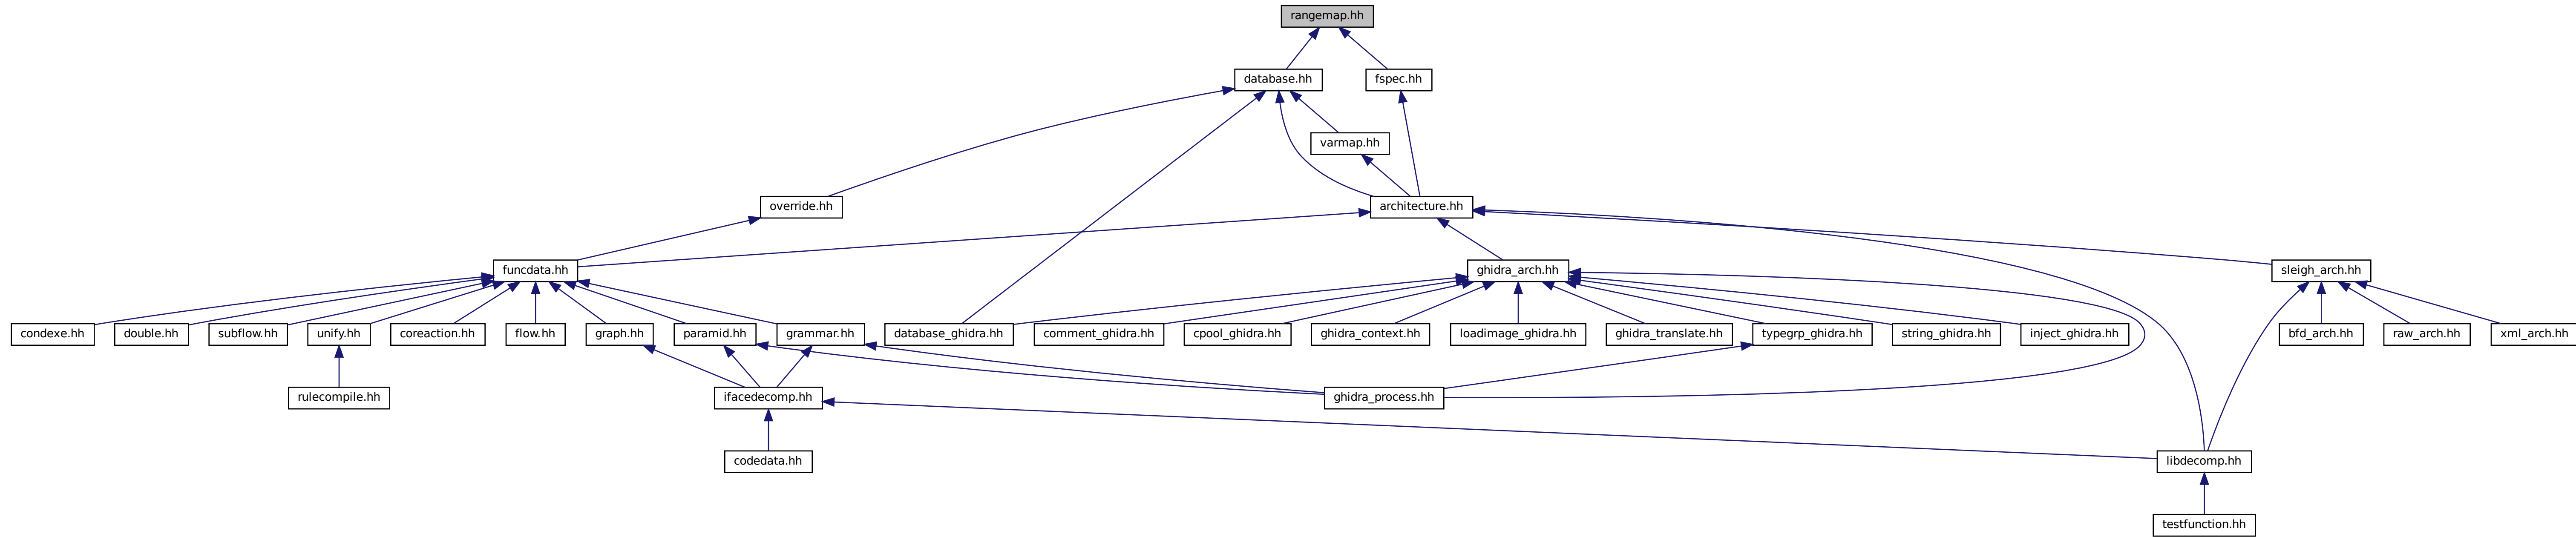 rangemap.hh
database.hh
fspec.hh
varmap.hh
override.hh
architecture.hh
funcdata.hh
ghidra_arch.hh
sleigh_arch.hh
condexe.hh
double.hh
subflow.hh
unify.hh
coreaction.hh
flow.hh
graph.hh
paramid.hh
grammar.hh
database_ghidra.hh
comment_ghidra.hh
cpool_ghidra.hh
ghidra_context.hh
loadimage_ghidra.hh
ghidra_translate.hh
typegrp_ghidra.hh
string_ghidra.hh
inject_ghidra.hh
bfd_arch.hh
raw_arch.hh
xml_arch.hh
rulecompile.hh
ifacedecomp.hh
ghidra_process.hh
codedata.hh
libdecomp.hh
testfunction.hh